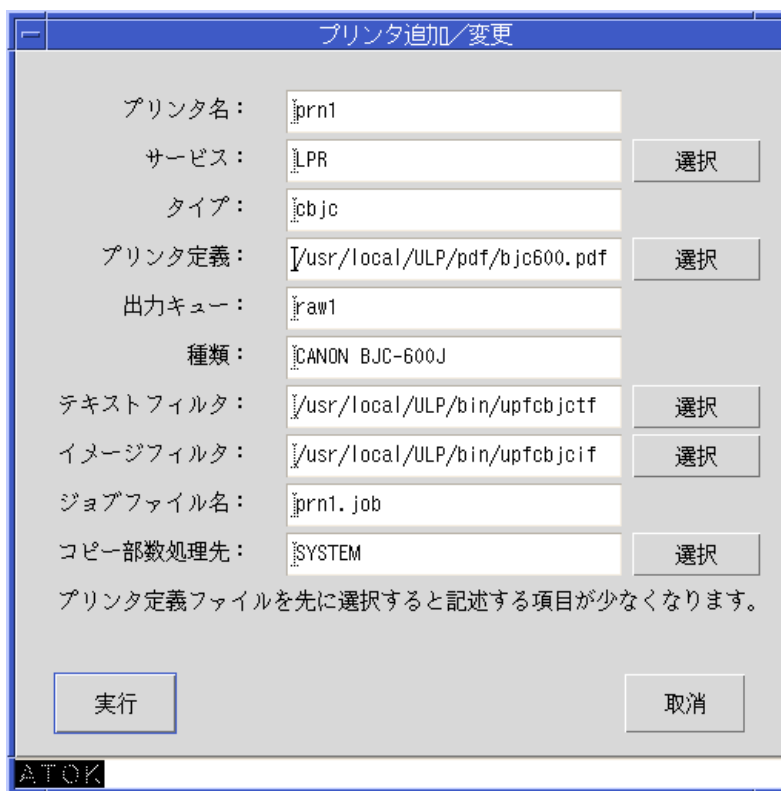 プリンタ追加／変更
プリンタ名： prn1
サービス： LPR 選択
タイプ： cbjc
プリンタ定義： /usr/local/ULP/pdf/bjc600.pdf 選択
出力キュー： raw1
種類： CANON BJC-600J
テキストフィルタ： /usr/local/ULP/bin/upfcbjctf 選択
イメージフィルタ： /usr/local/ULP/bin/upfcbjcif 選択
ジョブファイル名： prn1.job
コピー部数処理先： SYSTEM 選択
プリンタ定義ファイルを先に選択すると記述する項目が少なくなります。
実行 取消
ATOK